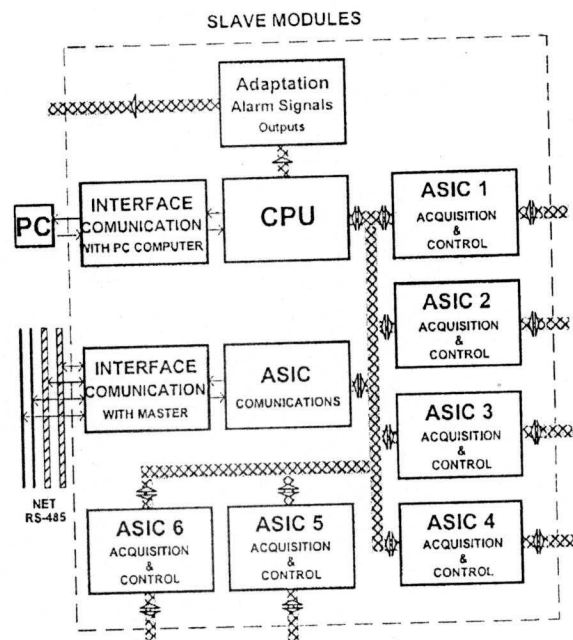 SLAVE MODULES
Adaptation
Alarm Signals
Outputs
PC
INTERFACE
COMUNICATION
WITH PC COMPUTER
CPU
ASIC 1
ACQUISITION
&
CONTROL
ASIC 2
ACQUISITION
&
CONTROL
INTERFACE
COMUNICATION
WITH MASTER
ASIC
COMUNICATIONS
ASIC 3
ACQUISITION
&
CONTROL
NET
RS-485
ASIC 6
ACQUISITION
&
CONTROL
ASIC 5
ACQUISITION
&
CONTROL
ASIC 4
ACQUISITION
&
CONTROL